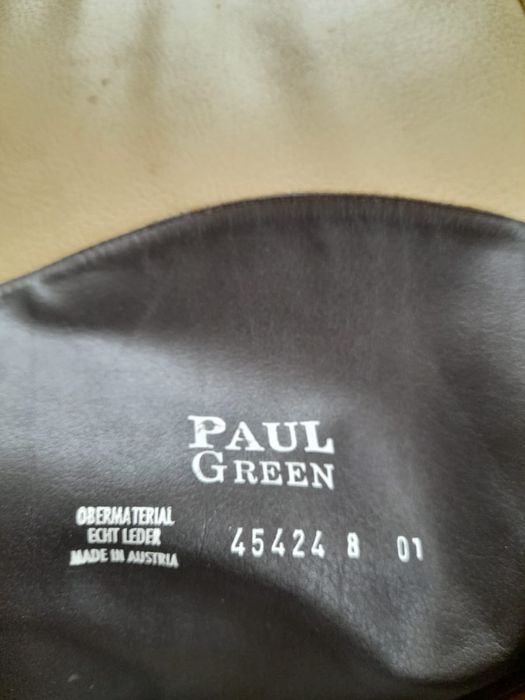 PAUL
GREEN
OBERMATERIAL
ECHT LEDER
MADE IN AUSTRIA
45424 8 01